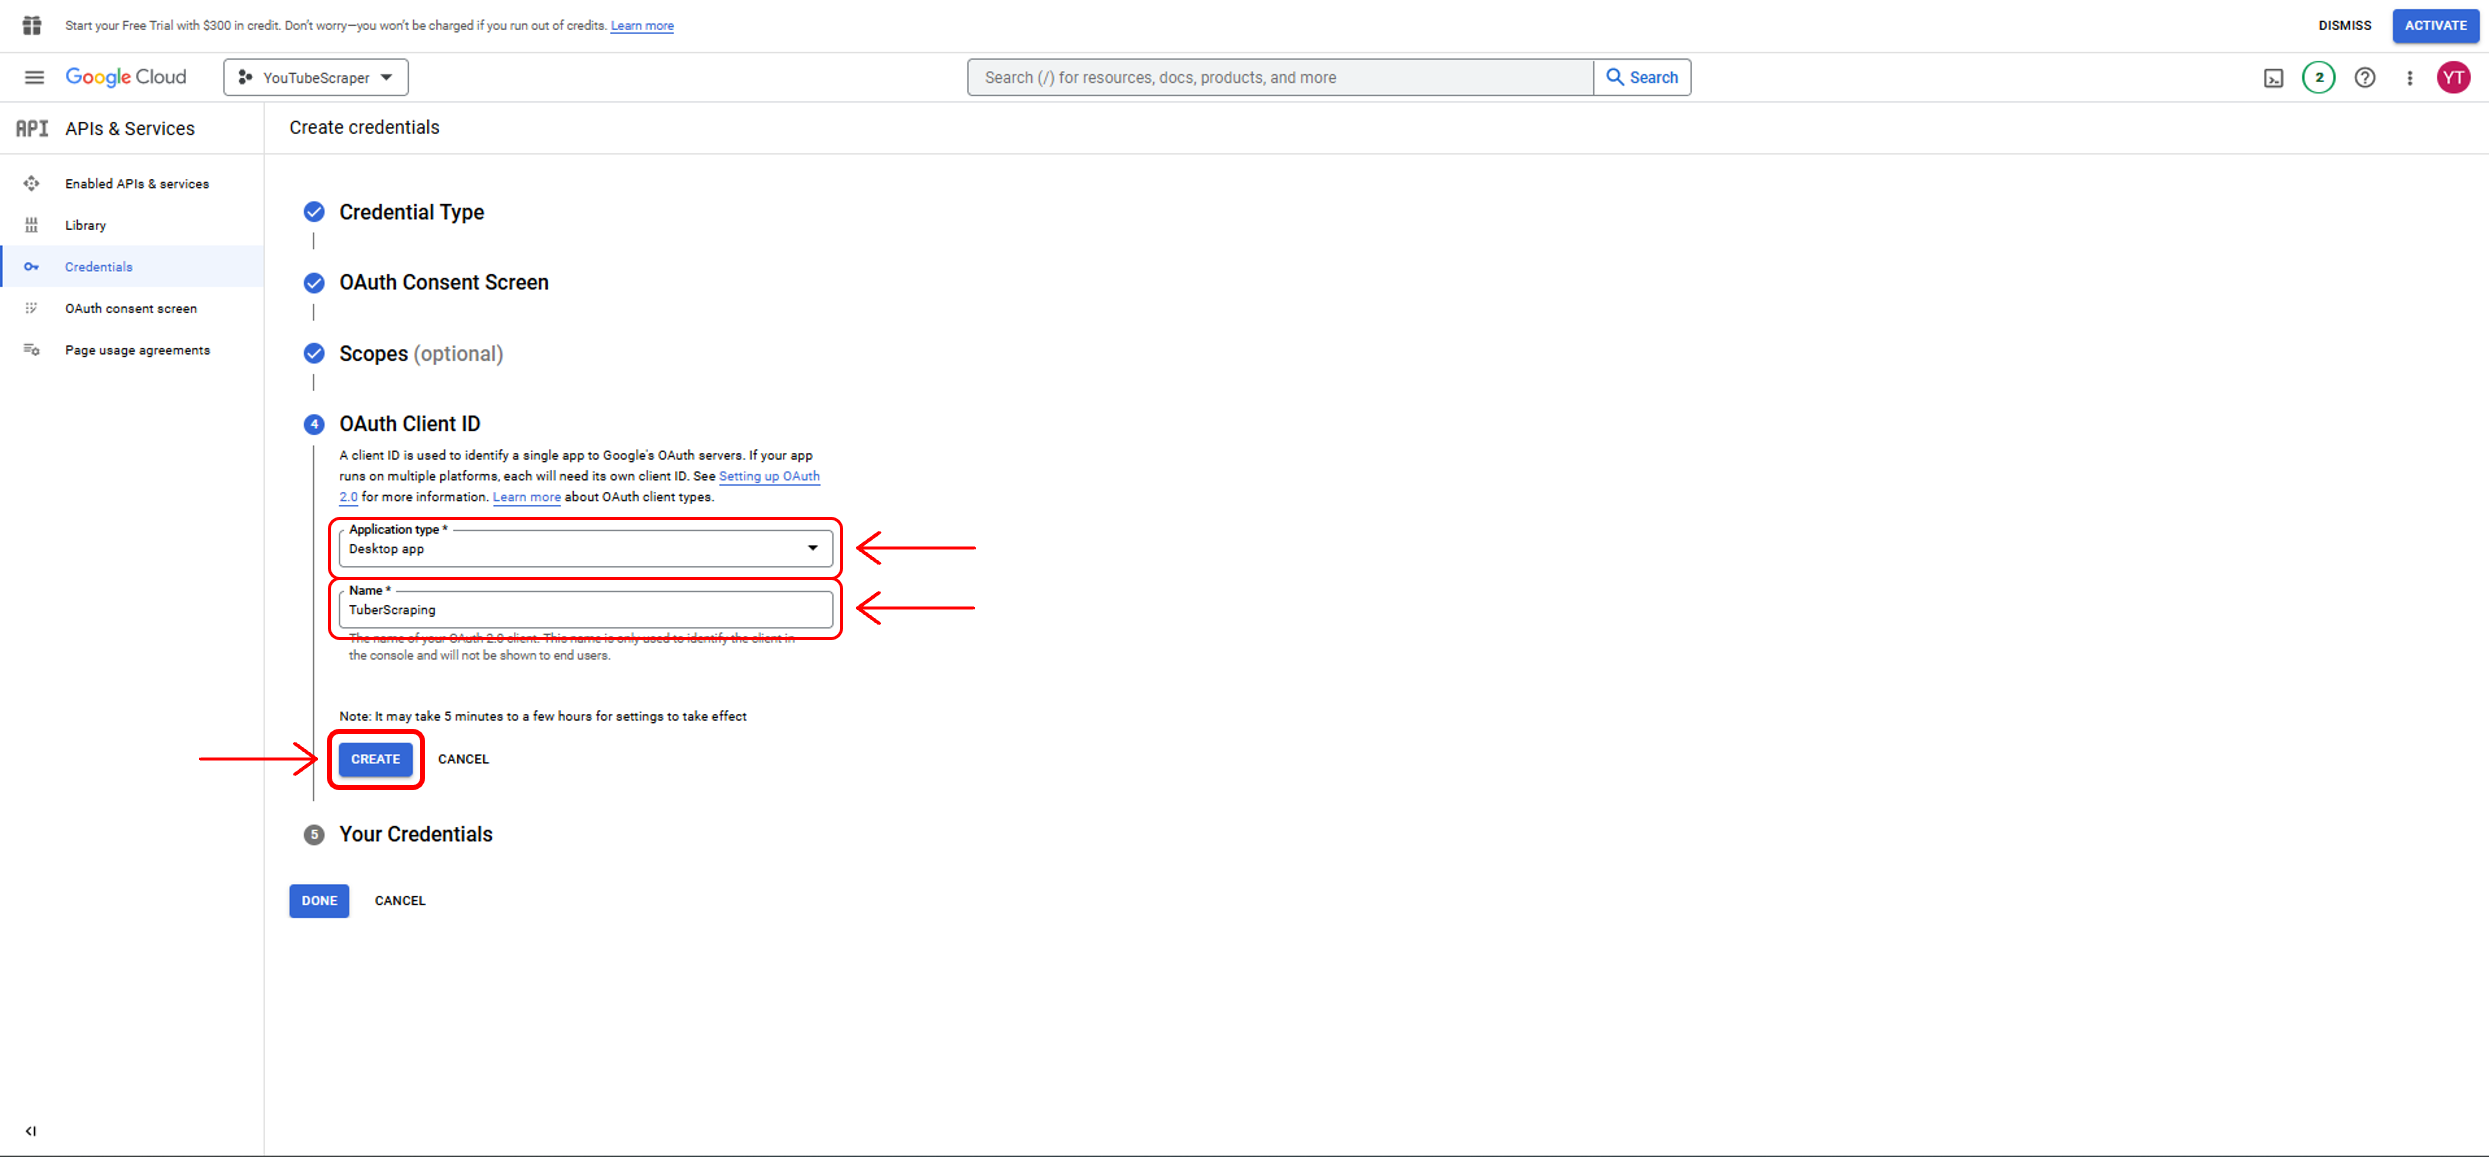 Start your Free Trial with $300 in credit. Don't worry—you won't be charged if you run out of credits. Learn more
DISMISS
ACTIVATE
Google Cloud
YouTubeScraper
Search (/) for resources, docs, products, and more
Search
2
YT
API APIs & Services
Create credentials
Enabled APIs & services
Library
Credentials
OAuth consent screen
Page usage agreements
Credential Type
OAuth Consent Screen
Scopes (optional)
4 OAuth Client ID
A client ID is used to identify a single app to Google's OAuth servers. If your app
runs on multiple platforms, each will need its own client ID. See Setting up OAuth
2.0 for more information. Learn more about OAuth client types.
Application type *
Desktop app
Name *
TuberScraping
The name of your OAuth 2.0 client. This name is only used to identify the client in
the console and will not be shown to end users.
Note: It may take 5 minutes to a few hours for settings to take effect
CREATE
CANCEL
5 Your Credentials
DONE
CANCEL